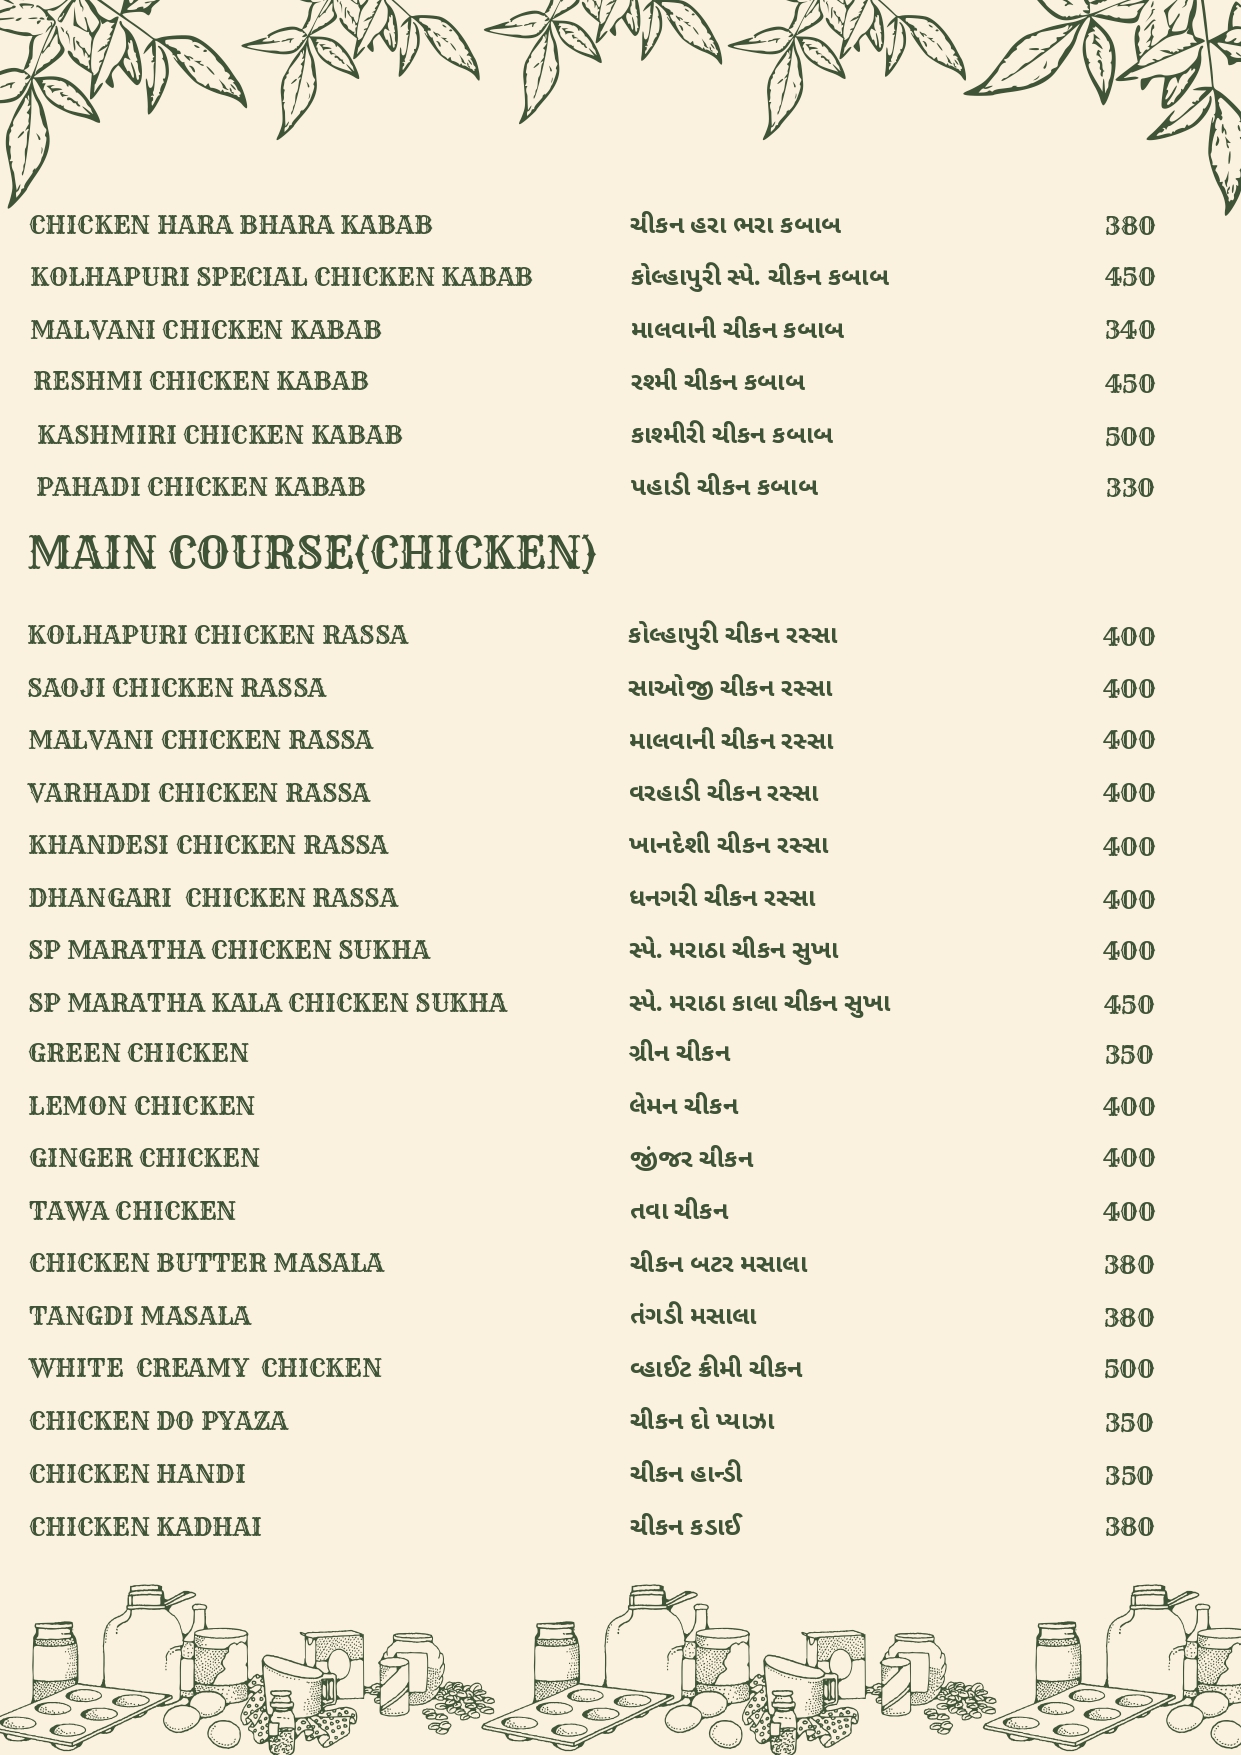 CHICKEN HARA BHARA KABAB ચીકન હરા ભરા કબાબ 380
KOLHAPURI SPECIAL CHICKEN KABAB કોલ્હાપુરી સ્પે. ચીકન કબાબ 450
MALVANI CHICKEN KABAB માલવાની ચીકન કબાબ 340
RESHMI CHICKEN KABAB રશ્મી ચીકન કબાબ 450
KASHMIRI CHICKEN KABAB કાશ્મીરી ચીકન કબાબ 500
PAHADI CHICKEN KABAB પહાડી ચીકન કબાબ 330
MAIN COURSE(CHICKEN)
KOLHAPURI CHICKEN RASSA કોલ્હાપુરી ચીકન રસ્સા 400
SAOJI CHICKEN RASSA સાઓજી ચીકન રસ્સા 400
MALVANI CHICKEN RASSA માલવાની ચીકન રસ્સા 400
VARHADI CHICKEN RASSA વરહાડી ચીકન રસ્સા 400
KHANDESI CHICKEN RASSA ખાનદેશી ચીકન રસ્સા 400
DHANGARI CHICKEN RASSA ધનગરી ચીકન રસ્સા 400
SP MARATHA CHICKEN SUKHA સ્પે. મરાઠા ચીકન સુખા 400
SP MARATHA KALA CHICKEN SUKHA સ્પે. મરાઠા કાલા ચીકન સુખા 450
GREEN CHICKEN ગ્રીન ચીકન 350
LEMON CHICKEN લેમન ચીકન 400
GINGER CHICKEN જીંજર ચીકન 400
TAWA CHICKEN તવા ચીકન 400
CHICKEN BUTTER MASALA ચીકન બટર મસાલા 380
TANGDI MASALA તંગડી મસાલા 380
WHITE CREAMY CHICKEN વ્હાઈટ ક્રીમી ચીકન 500
CHICKEN DO PYAZA ચીકન દો પ્યાઝા 350
CHICKEN HANDI ચીકન હાન્ડી 350
CHICKEN KADHAI ચીકન કડાઈ 380